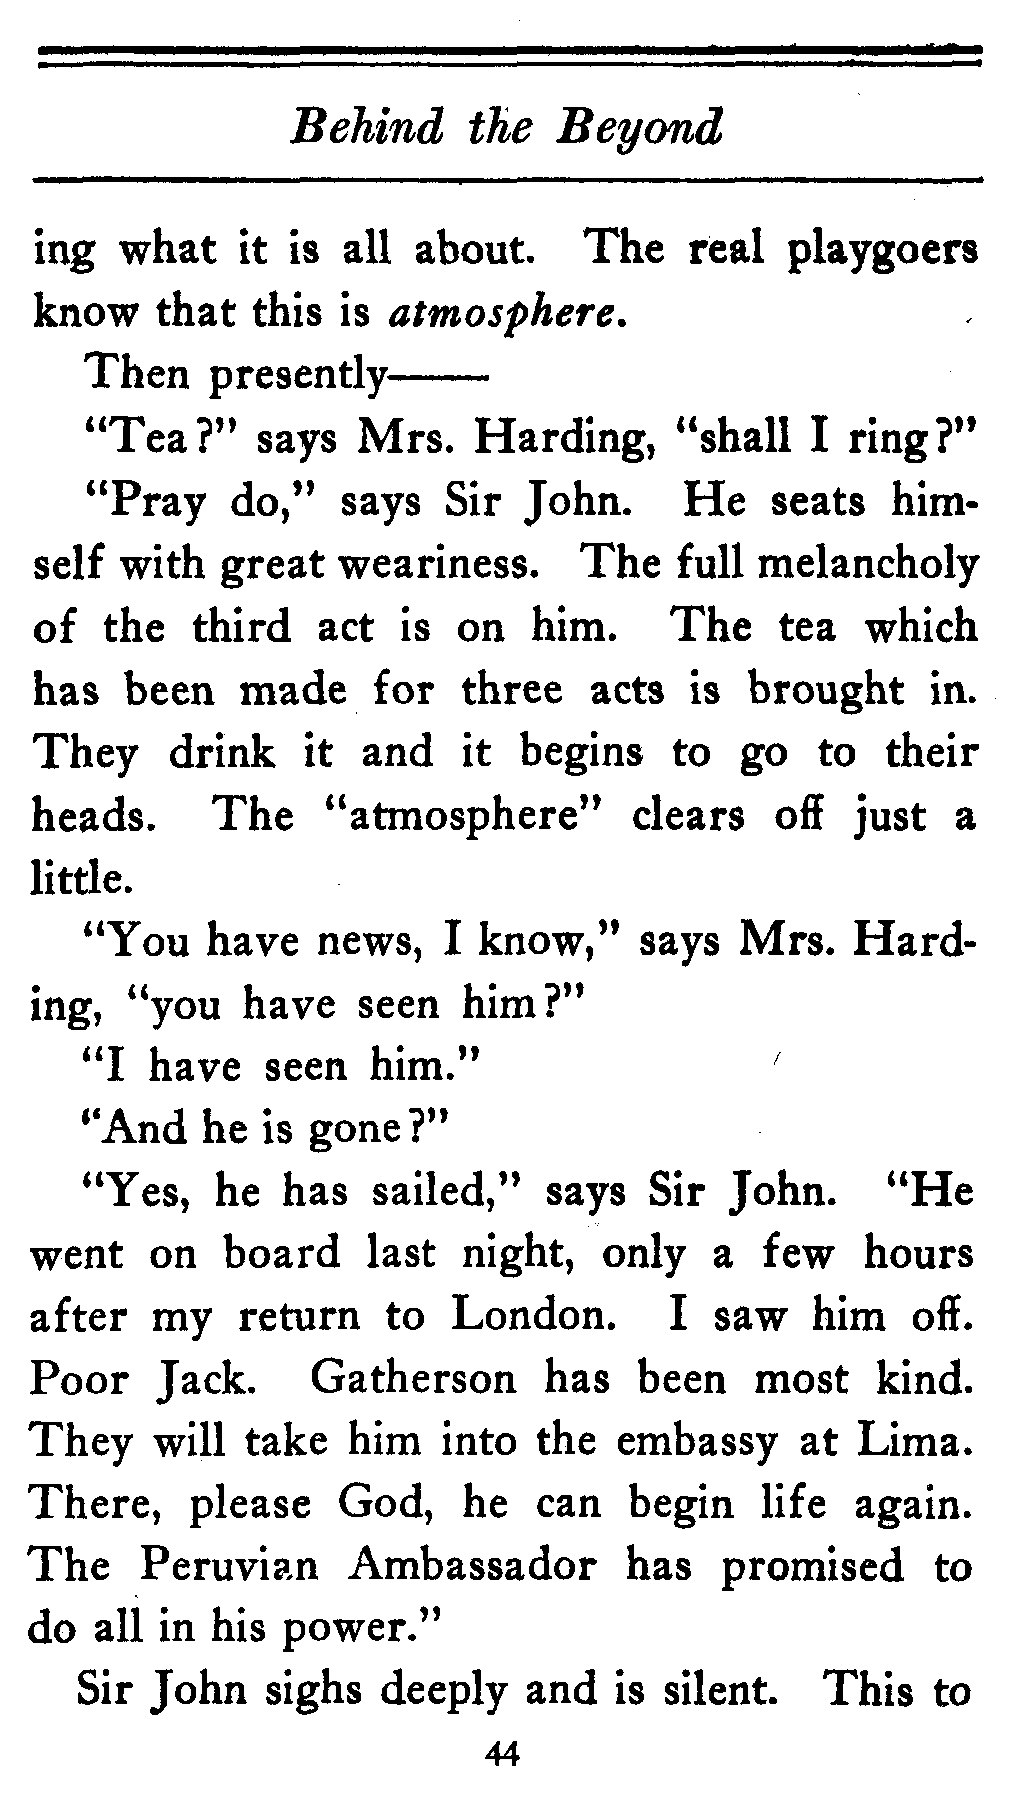 Behind the Beyond
ing what it is all about. The real playgoers
know that this is atmosphere.
Then presently——
"Tea?" says Mrs. Harding, "shall I ring?"
"Pray do," says Sir John. He seats him-
self with great weariness. The full melancholy
of the third act is on him. The tea which
has been made for three acts is brought in.
They drink it and it begins to go to their
heads. The "atmosphere" clears off just a
little.
"You have news, I know," says Mrs. Hard-
ing, "you have seen him?"
"I have seen him."
"And he is gone?"
"Yes, he has sailed," says Sir John. "He
went on board last night, only a few hours
after my return to London. I saw him off.
Poor Jack. Gatherson has been most kind.
They will take him into the embassy at Lima.
There, please God, he can begin life again.
The Peruvian Ambassador has promised to
do all in his power."
Sir John sighs deeply and is silent. This to
44